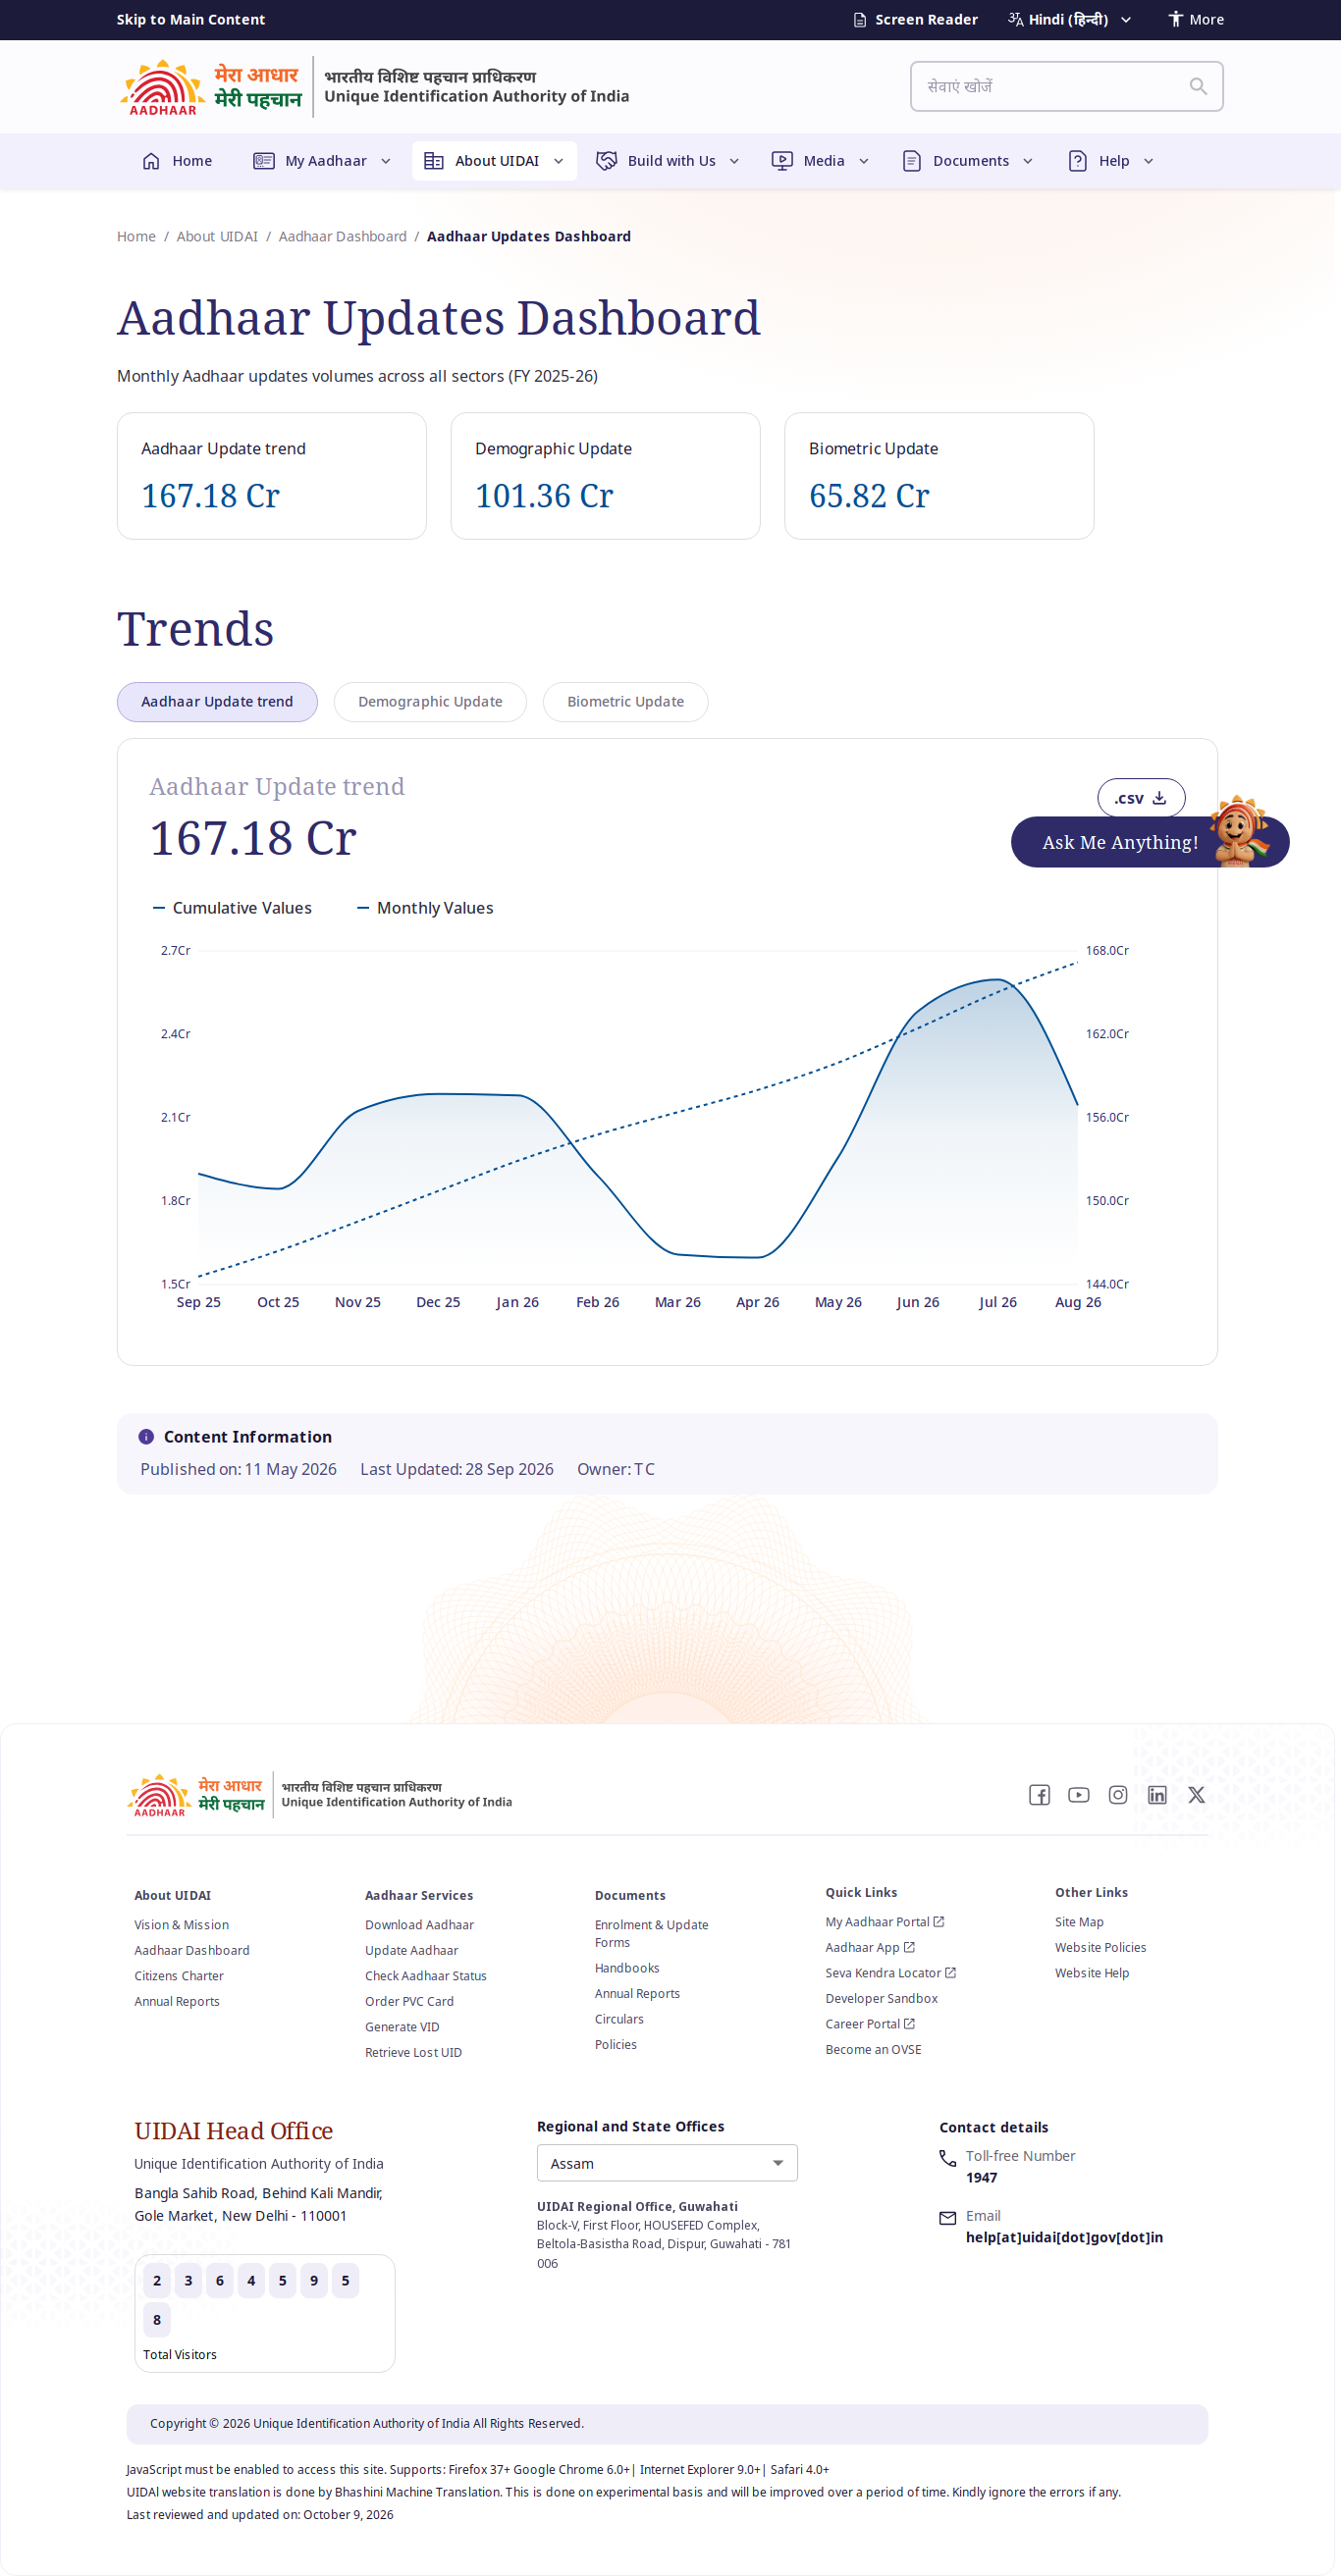 Skip to Main Content
Screen Reader
Hindi (हिन्दी)
More
मेरा आधार
मेरी पहचान
AADHAAR
भारतीय विशिष्ट पहचान प्राधिकरण
Unique Identification Authority of India
सेवाएं खोजें
Home
My Aadhaar
About UIDAI
Build with Us
Media
Documents
Help
Home / About UIDAI / Aadhaar Dashboard / Aadhaar Updates Dashboard
Aadhaar Updates Dashboard
Monthly Aadhaar updates volumes across all sectors (FY 2025-26)
Aadhaar Update trend
167.18 Cr
Demographic Update
101.36 Cr
Biometric Update
65.82 Cr
Trends
Aadhaar Update trend
Demographic Update
Biometric Update
Aadhaar Update trend
167.18 Cr
.csv
Ask Me Anything!
Cumulative Values
Monthly Values
2.7Cr
2.4Cr
2.1Cr
1.8Cr
1.5Cr
168.0Cr
162.0Cr
156.0Cr
150.0Cr
144.0Cr
Sep 25 Oct 25 Nov 25 Dec 25 Jan 26 Feb 26 Mar 26 Apr 26 May 26 Jun 26 Jul 26 Aug 26
Content Information
Published on: 11 May 2026 Last Updated: 28 Sep 2026 Owner: TC
मेरा आधार
मेरी पहचान
AADHAAR
भारतीय विशिष्ट पहचान प्राधिकरण
Unique Identification Authority of India
About UIDAI
Vision & Mission
Aadhaar Dashboard
Citizens Charter
Annual Reports
Aadhaar Services
Download Aadhaar
Update Aadhaar
Check Aadhaar Status
Order PVC Card
Generate VID
Retrieve Lost UID
Documents
Enrolment & Update
Forms
Handbooks
Annual Reports
Circulars
Policies
Quick Links
My Aadhaar Portal
Aadhaar App
Seva Kendra Locator
Developer Sandbox
Career Portal
Become an OVSE
Other Links
Site Map
Website Policies
Website Help
UIDAI Head Office
Unique Identification Authority of India
Bangla Sahib Road, Behind Kali Mandir,
Gole Market, New Delhi - 110001
2 3 6 4 5 9 5
8
Total Visitors
Regional and State Offices
Assam
UIDAI Regional Office, Guwahati
Block-V, First Floor, HOUSEFED Complex,
Beltola-Basistha Road, Dispur, Guwahati - 781
006
Contact details
Toll-free Number
1947
Email
help[at]uidai[dot]gov[dot]in
Copyright © 2026 Unique Identification Authority of India All Rights Reserved.
JavaScript must be enabled to access this site. Supports: Firefox 37+ Google Chrome 6.0+| Internet Explorer 9.0+| Safari 4.0+
UIDAI website translation is done by Bhashini Machine Translation. This is done on experimental basis and will be improved over a period of time. Kindly ignore the errors if any.
Last reviewed and updated on: October 9, 2026